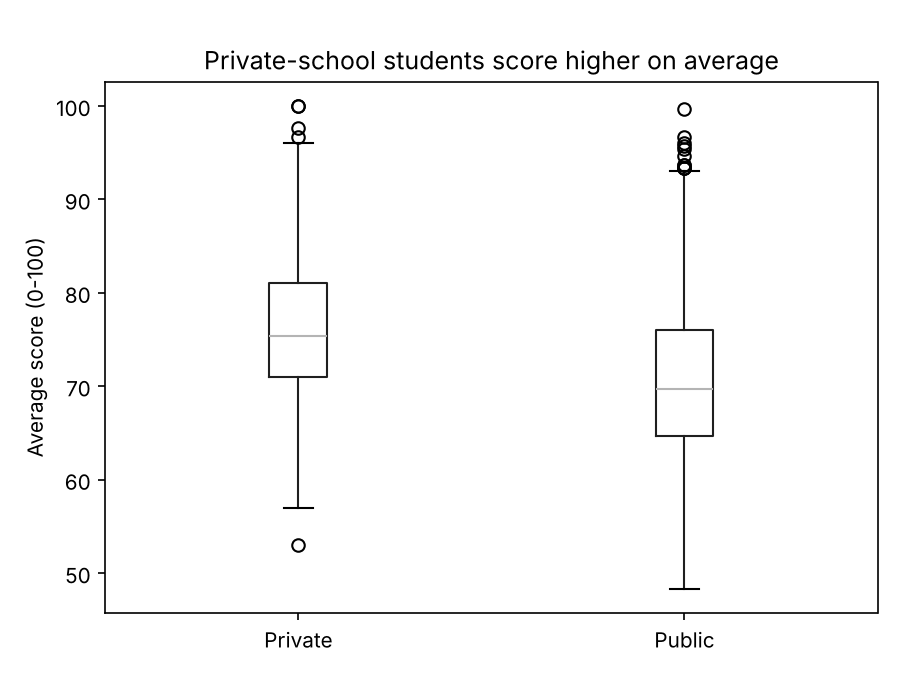 Private-school students score higher on average
100
90
80
70
60
50
Average score (0-100)
Private
Public